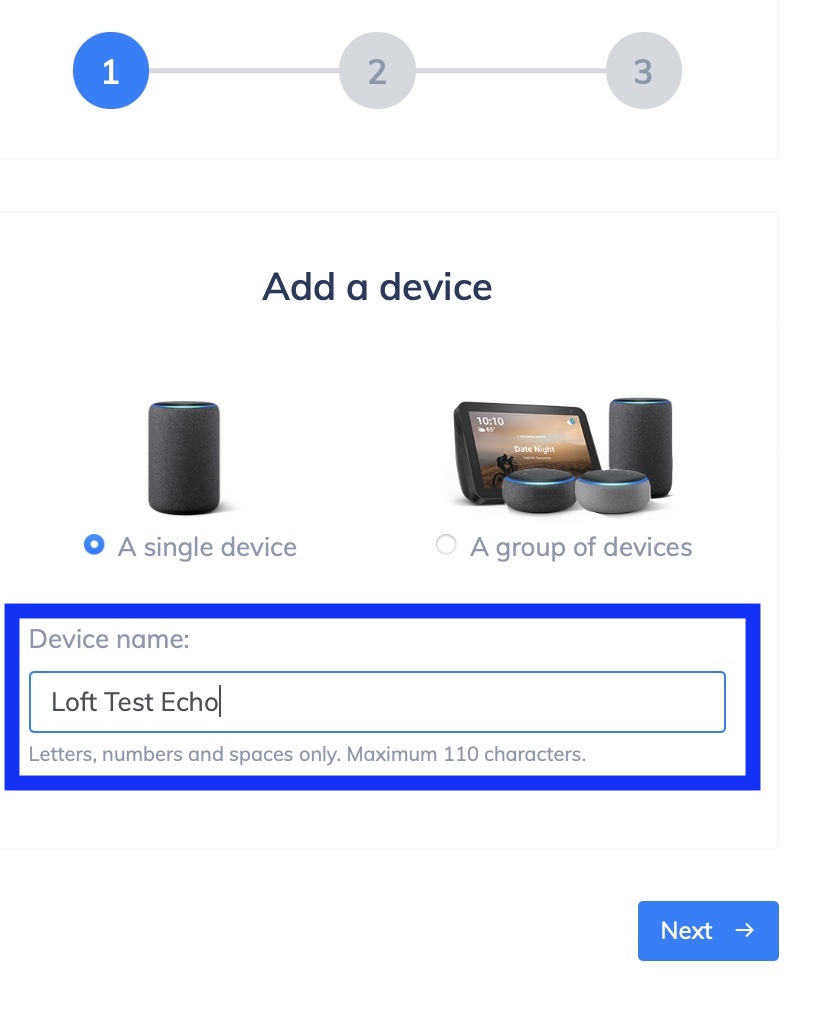 1
2
3
Add a device
10:10
65°
Date Night
A single device
A group of devices
Device name:
Loft Test Echo
Letters, numbers and spaces only. Maximum 110 characters.
Next →